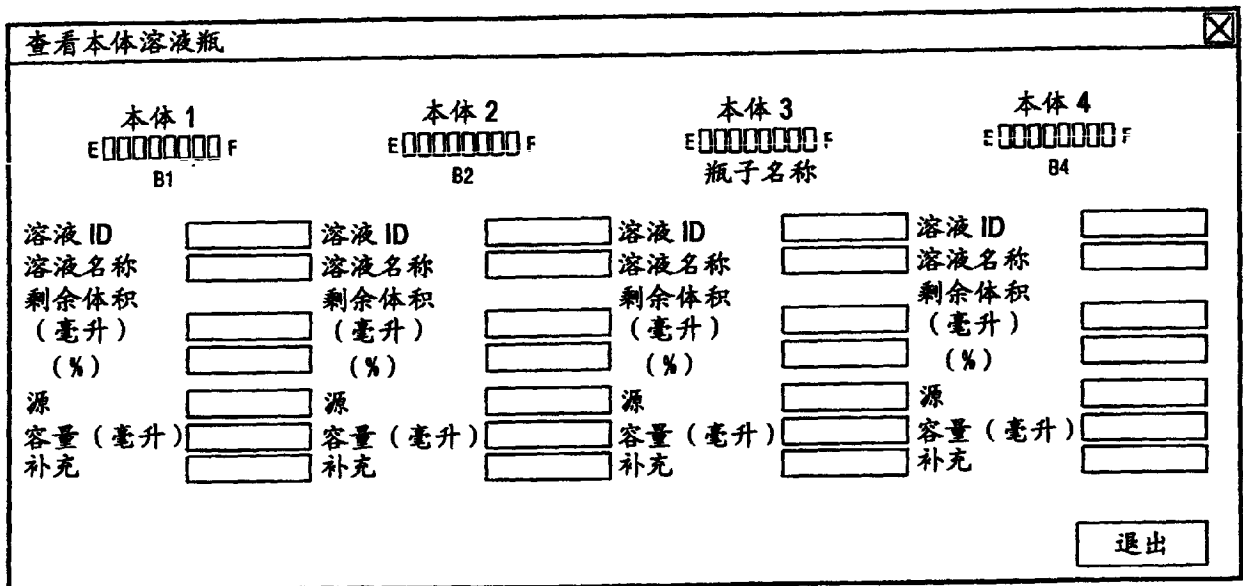 查看本体溶液瓶
本体 1 本体 2 本体 3 本体 4
E F E F E F E F
B1 B2 瓶子名称 B4
溶液 ID 溶液 ID 溶液 ID 溶液 ID
溶液名称 溶液名称 溶液名称 溶液名称
剩余体积 剩余体积 剩余体积 剩余体积
（毫升） （毫升） （毫升） （毫升）
（%） （%） （%） （%）
源 源 源 源
容量（毫升） 容量（毫升） 容量（毫升） 容量（毫升）
补充 补充 补充 补充
退出